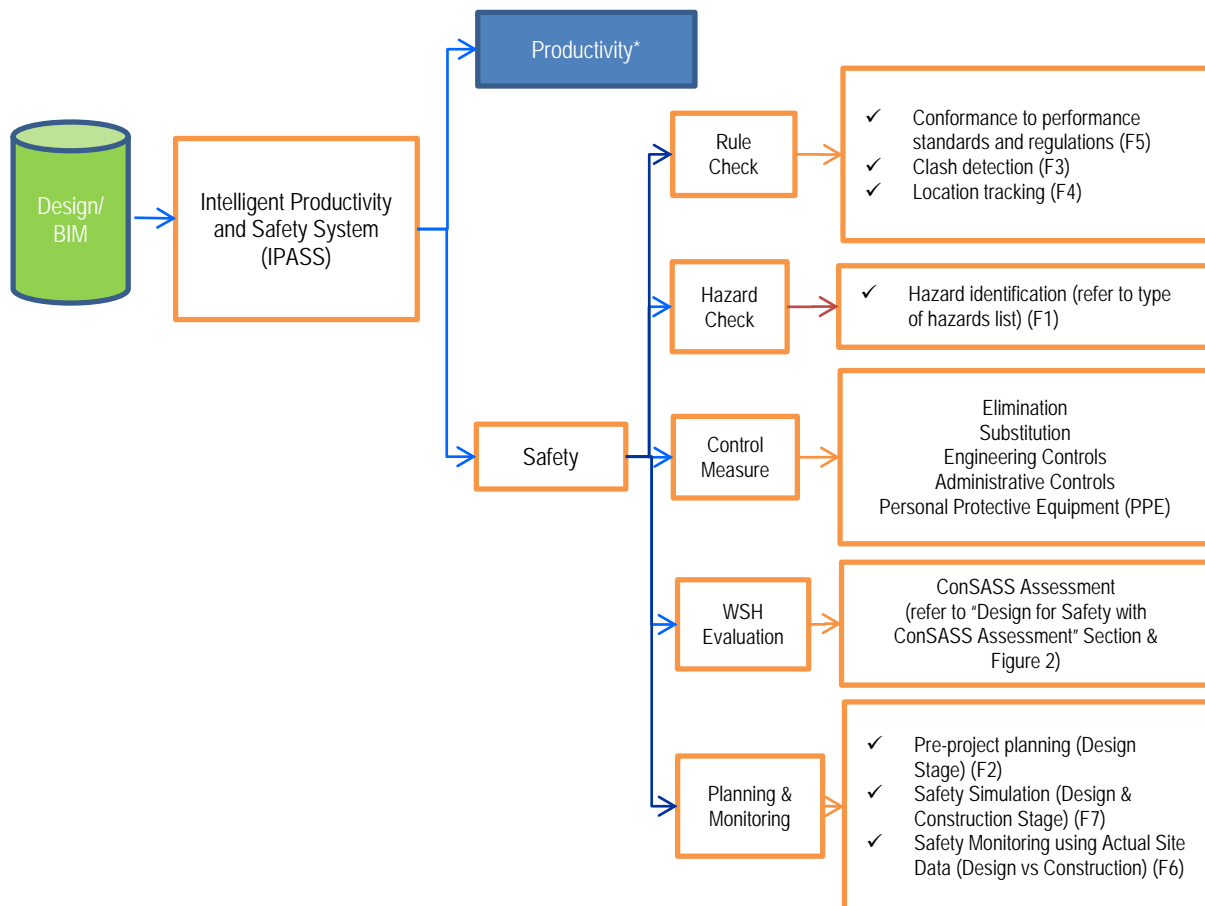 Productivity*
Design/
BIM
Intelligent Productivity
and Safety System
(IPASS)
Safety
Rule
Check
✓ Conformance to performance
standards and regulations (F5)
✓ Clash detection (F3)
✓ Location tracking (F4)
Hazard
Check
✓ Hazard identification (refer to type
of hazards list) (F1)
Control
Measure
Elimination
Substitution
Engineering Controls
Administrative Controls
Personal Protective Equipment (PPE)
WSH
Evaluation
ConSASS Assessment
(refer to “Design for Safety with
ConSASS Assessment” Section &
Figure 2)
Planning &
Monitoring
✓ Pre-project planning (Design
Stage) (F2)
✓ Safety Simulation (Design &
Construction Stage) (F7)
✓ Safety Monitoring using Actual Site
Data (Design vs Construction) (F6)